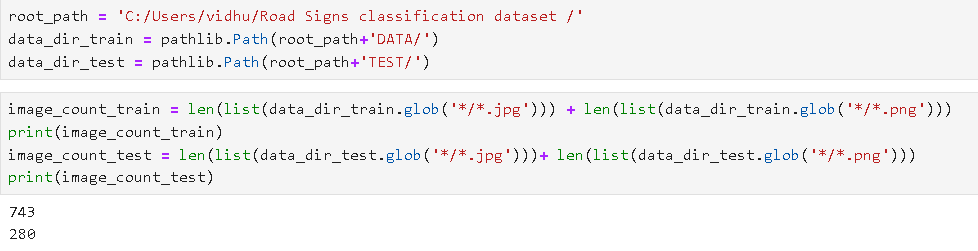 root_path = 'C:/Users/vidhu/Road Signs classification dataset /'
data_dir_train = pathlib.Path(root_path+'DATA/')
data_dir_test = pathlib.Path(root_path+'TEST/')
image_count_train = len(list(data_dir_train.glob('*/*.jpg'))) + len(list(data_dir_train.glob('*/*.png')))
print(image_count_train)
image_count_test = len(list(data_dir_test.glob('*/*.jpg')))+ len(list(data_dir_test.glob('*/*.png')))
print(image_count_test)
743
280